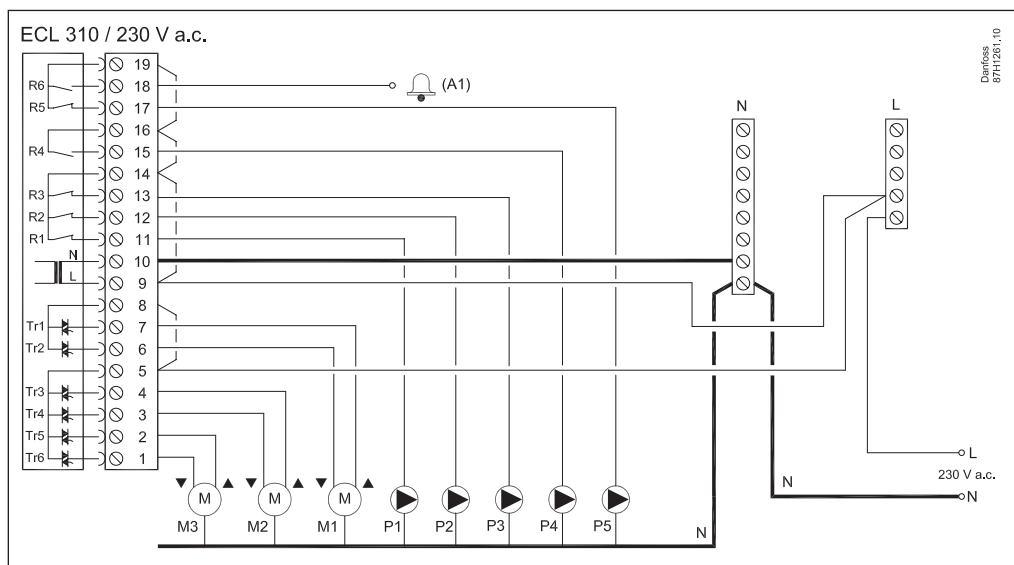 ECL 310 / 230 V a.c.
Danfoss
87H1261.10
R6
R5
R4
R3
R2
R1
N
L
Tr1
Tr2
Tr3
Tr4
Tr5
Tr6
19
18
17
16
15
14
13
12
11
10
9
8
7
6
5
4
3
2
1
(A1)
N
L
L
230 V a.c.
N
N
N
M
M
M
M3
M2
M1
P1
P2
P3
P4
P5